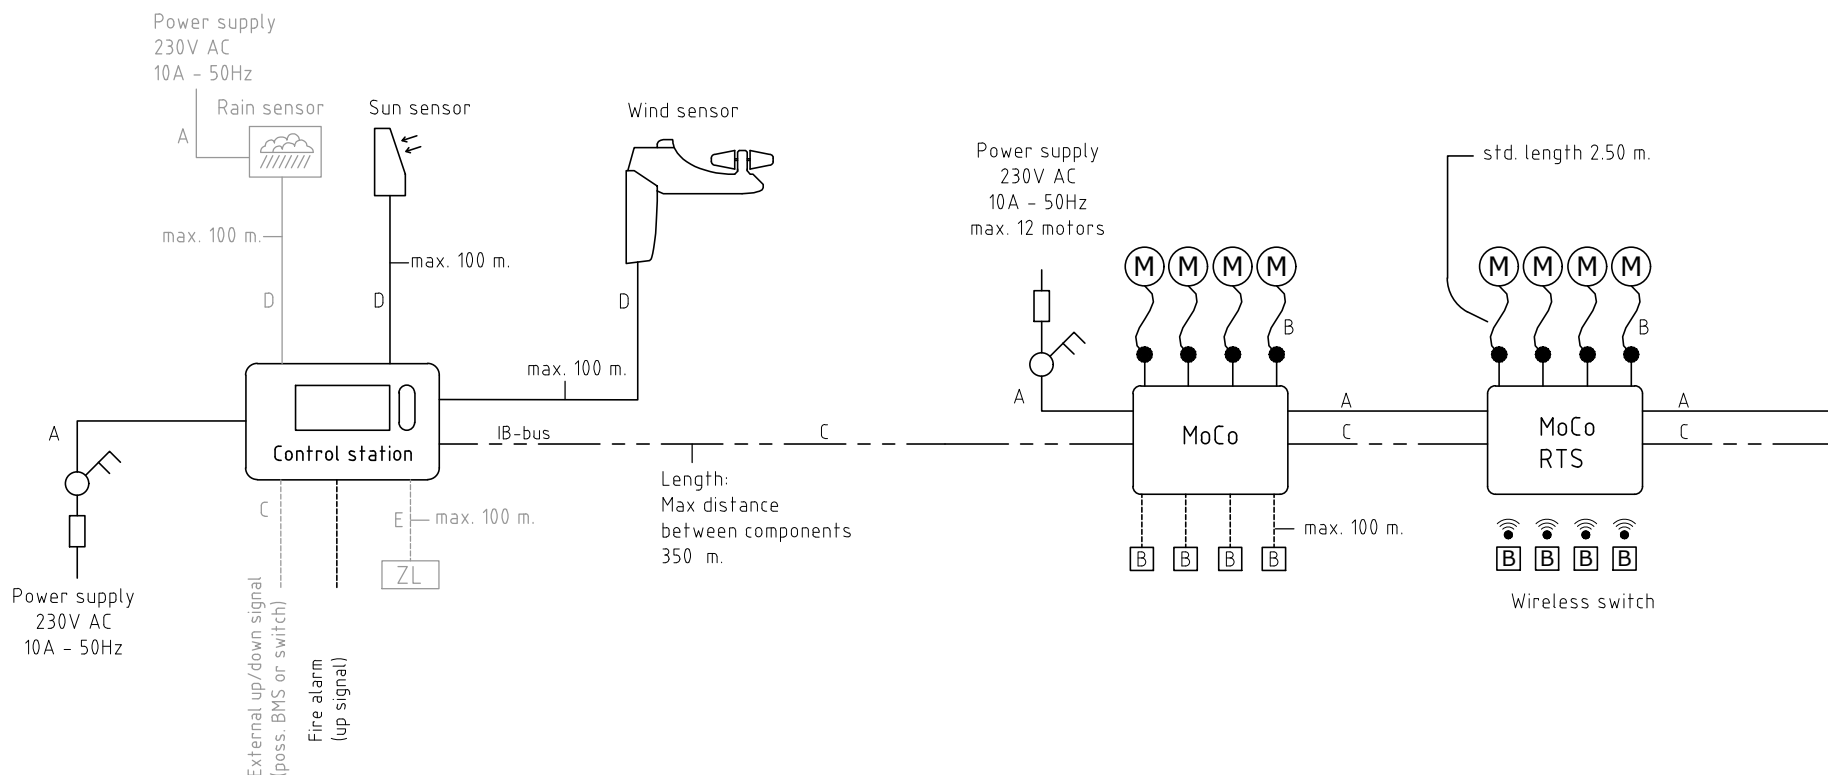 Power supply
230V AC
10A - 50Hz
A
Rain sensor
max. 100 m.
D
Sun sensor
max. 100 m.
D
Wind sensor
D
max. 100 m.
Control station
A
Power supply
230V AC
10A - 50Hz
C
External up/down signal
(poss. BMS or switch)
Fire alarm
(up signal)
E
max. 100 m.
ZL
IB-bus
C
Length:
Max distance
between components
350 m.
Power supply
230V AC
10A - 50Hz
max. 12 motors
A
M M M M
B
MoCo
B B B B
max. 100 m.
A
C
std. length 2.50 m.
M M M M
B
MoCo
RTS
B B B B
Wireless switch
A
C